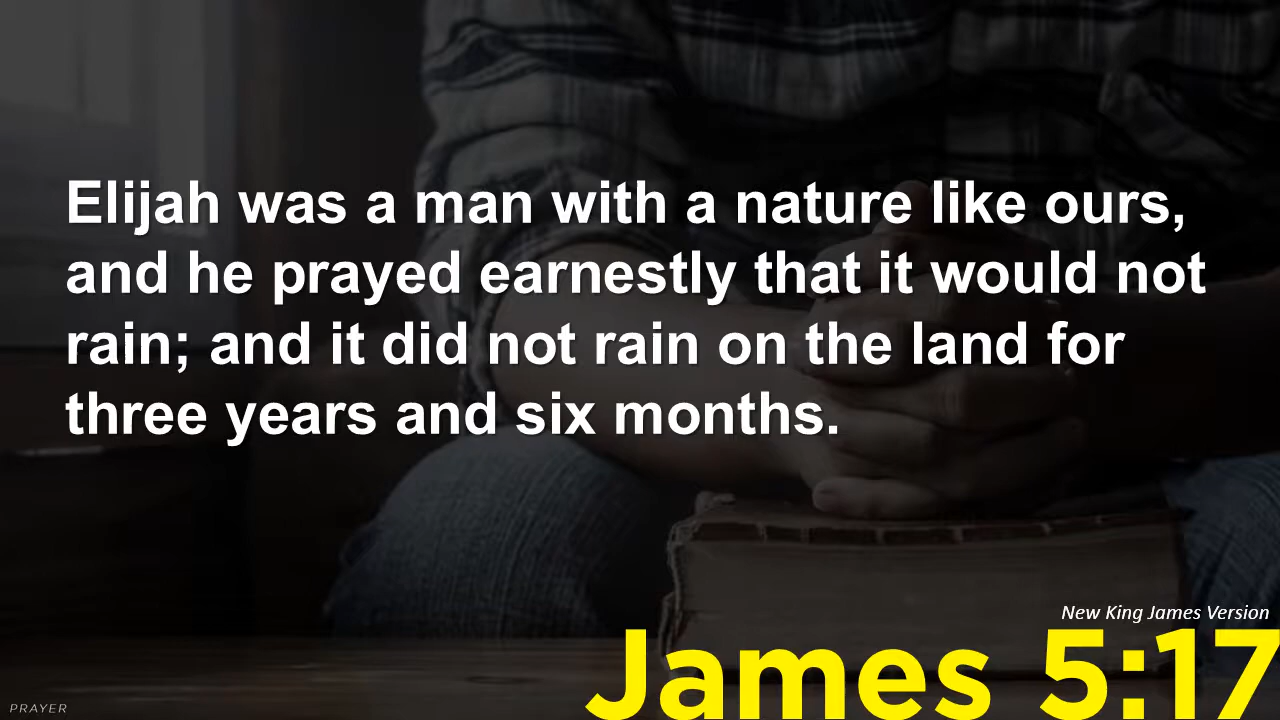 Elijah was a man with a nature like ours,
and he prayed earnestly that it would not
rain; and it did not rain on the land for
three years and six months.
New King James Version
James 5:17
PRAYER